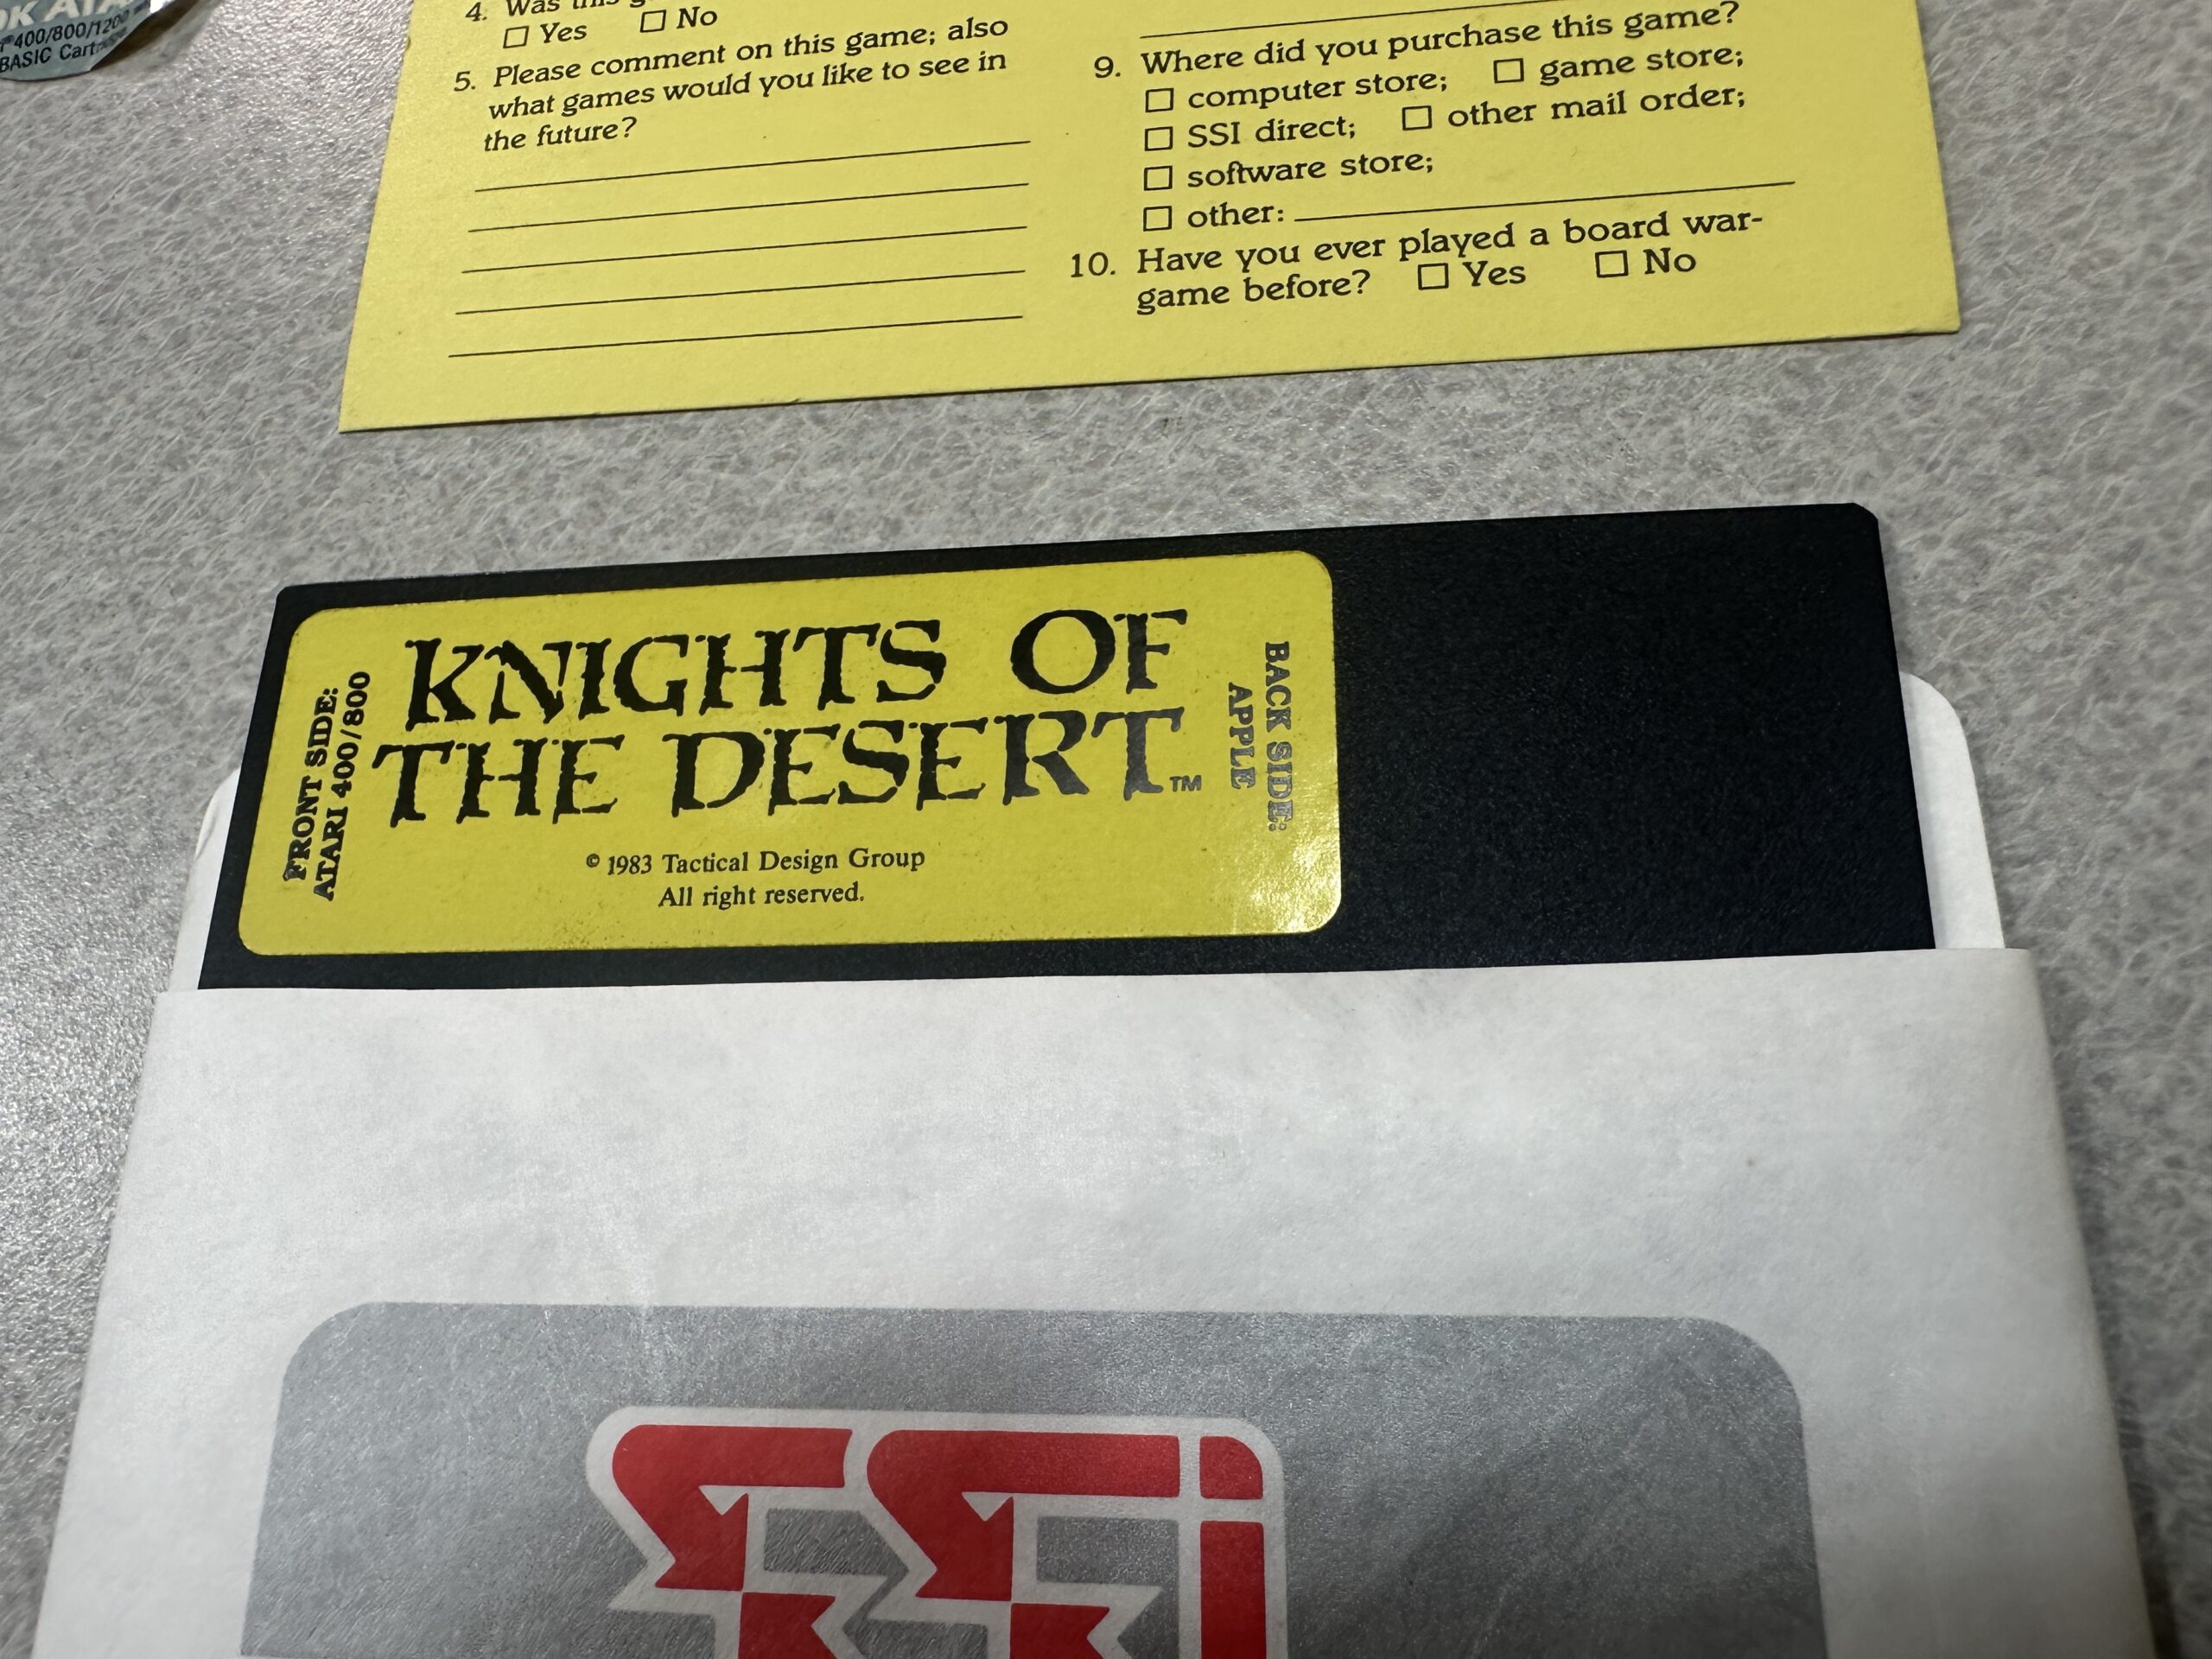 400/800/1200
BASIC
4. Was
□ Yes □ No
5. Please comment on this game; also
what games would you like to see in
the future?
9. Where did you purchase this game?
□ computer store; □ game store;
□ SSI direct; □ other mail order;
□ software store;
□ other:
10. Have you ever played a board war-
game before? □ Yes □ No
FRONT SIDE:
ATARI 400/800
KNIGHTS OF
THE DESERT™
© 1983 Tactical Design Group
All right reserved.
BACK SIDE:
APPLE
SSI